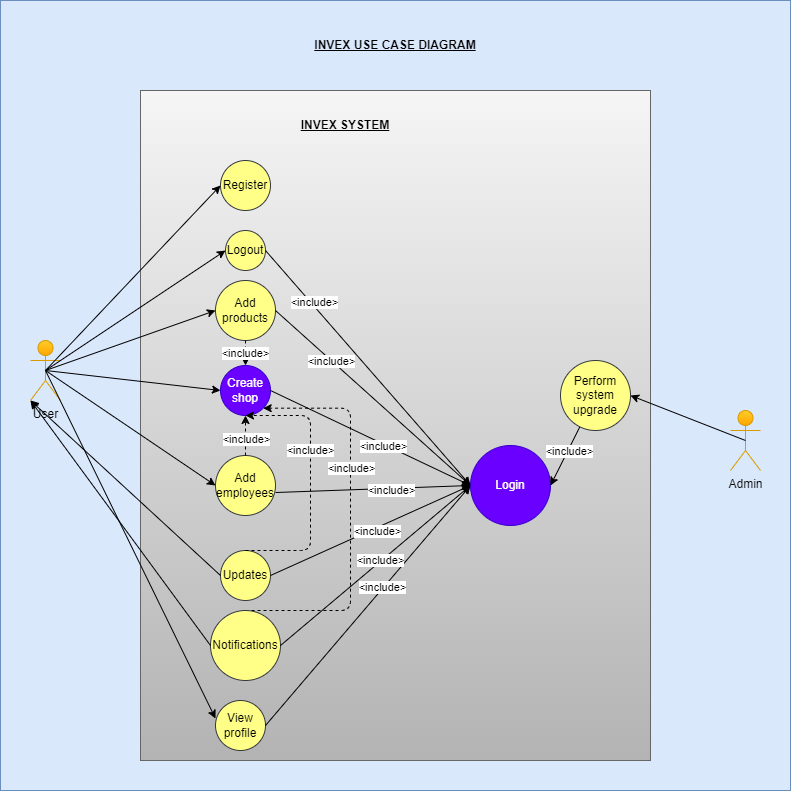 INVEX USE CASE DIAGRAM
INVEX SYSTEM
Register
Logout
<include>
Add
products
<include>
<include>
Create
shop
Perform
system
upgrade
User
<include>
<include>
<include>
<include>
<include>
Add
employees
<include>
Login
Admin
<include>
<include>
Updates
<include>
Notifications
View
profile